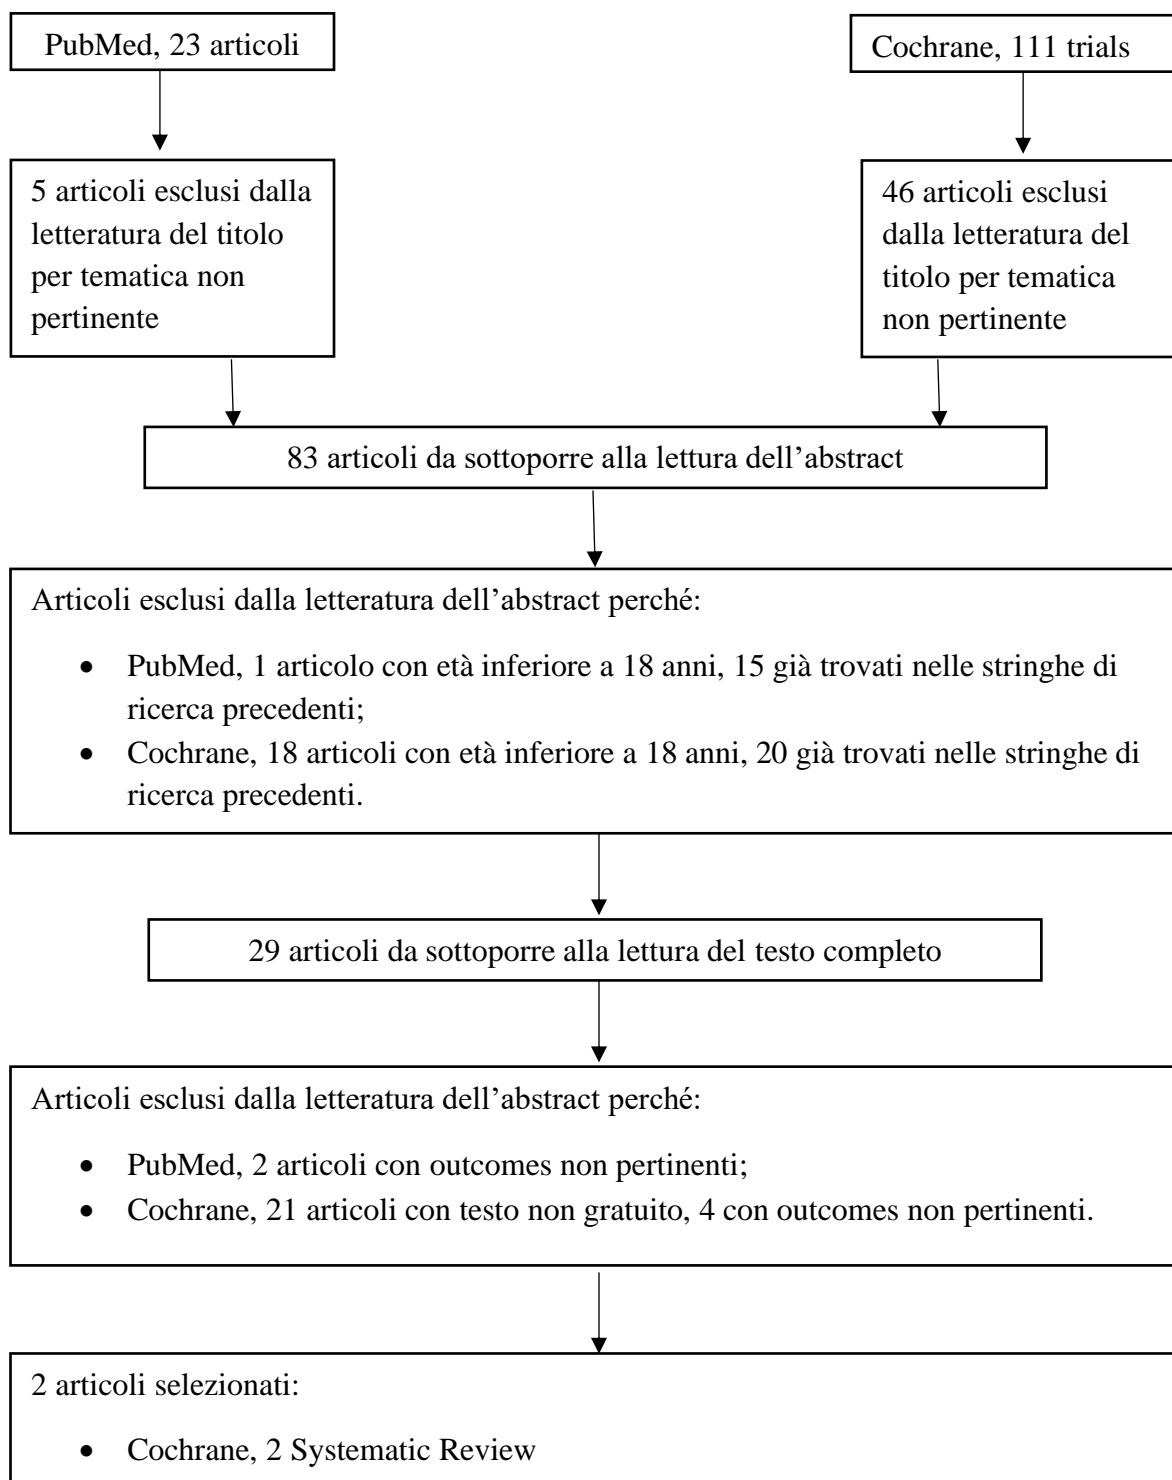 PubMed, 23 articoli
Cochrane, 111 trials
5 articoli esclusi dalla
letteratura del titolo
per tematica non
pertinente
46 articoli esclusi
dalla letteratura del
titolo per tematica
non pertinente
83 articoli da sottoporre alla lettura dell’abstract
Articoli esclusi dalla letteratura dell’abstract perché:
• PubMed, 1 articolo con età inferiore a 18 anni, 15 già trovati nelle stringhe di
ricerca precedenti;
• Cochrane, 18 articoli con età inferiore a 18 anni, 20 già trovati nelle stringhe di
ricerca precedenti.
29 articoli da sottoporre alla lettura del testo completo
Articoli esclusi dalla letteratura dell’abstract perché:
• PubMed, 2 articoli con outcomes non pertinenti;
• Cochrane, 21 articoli con testo non gratuito, 4 con outcomes non pertinenti.
2 articoli selezionati:
• Cochrane, 2 Systematic Review